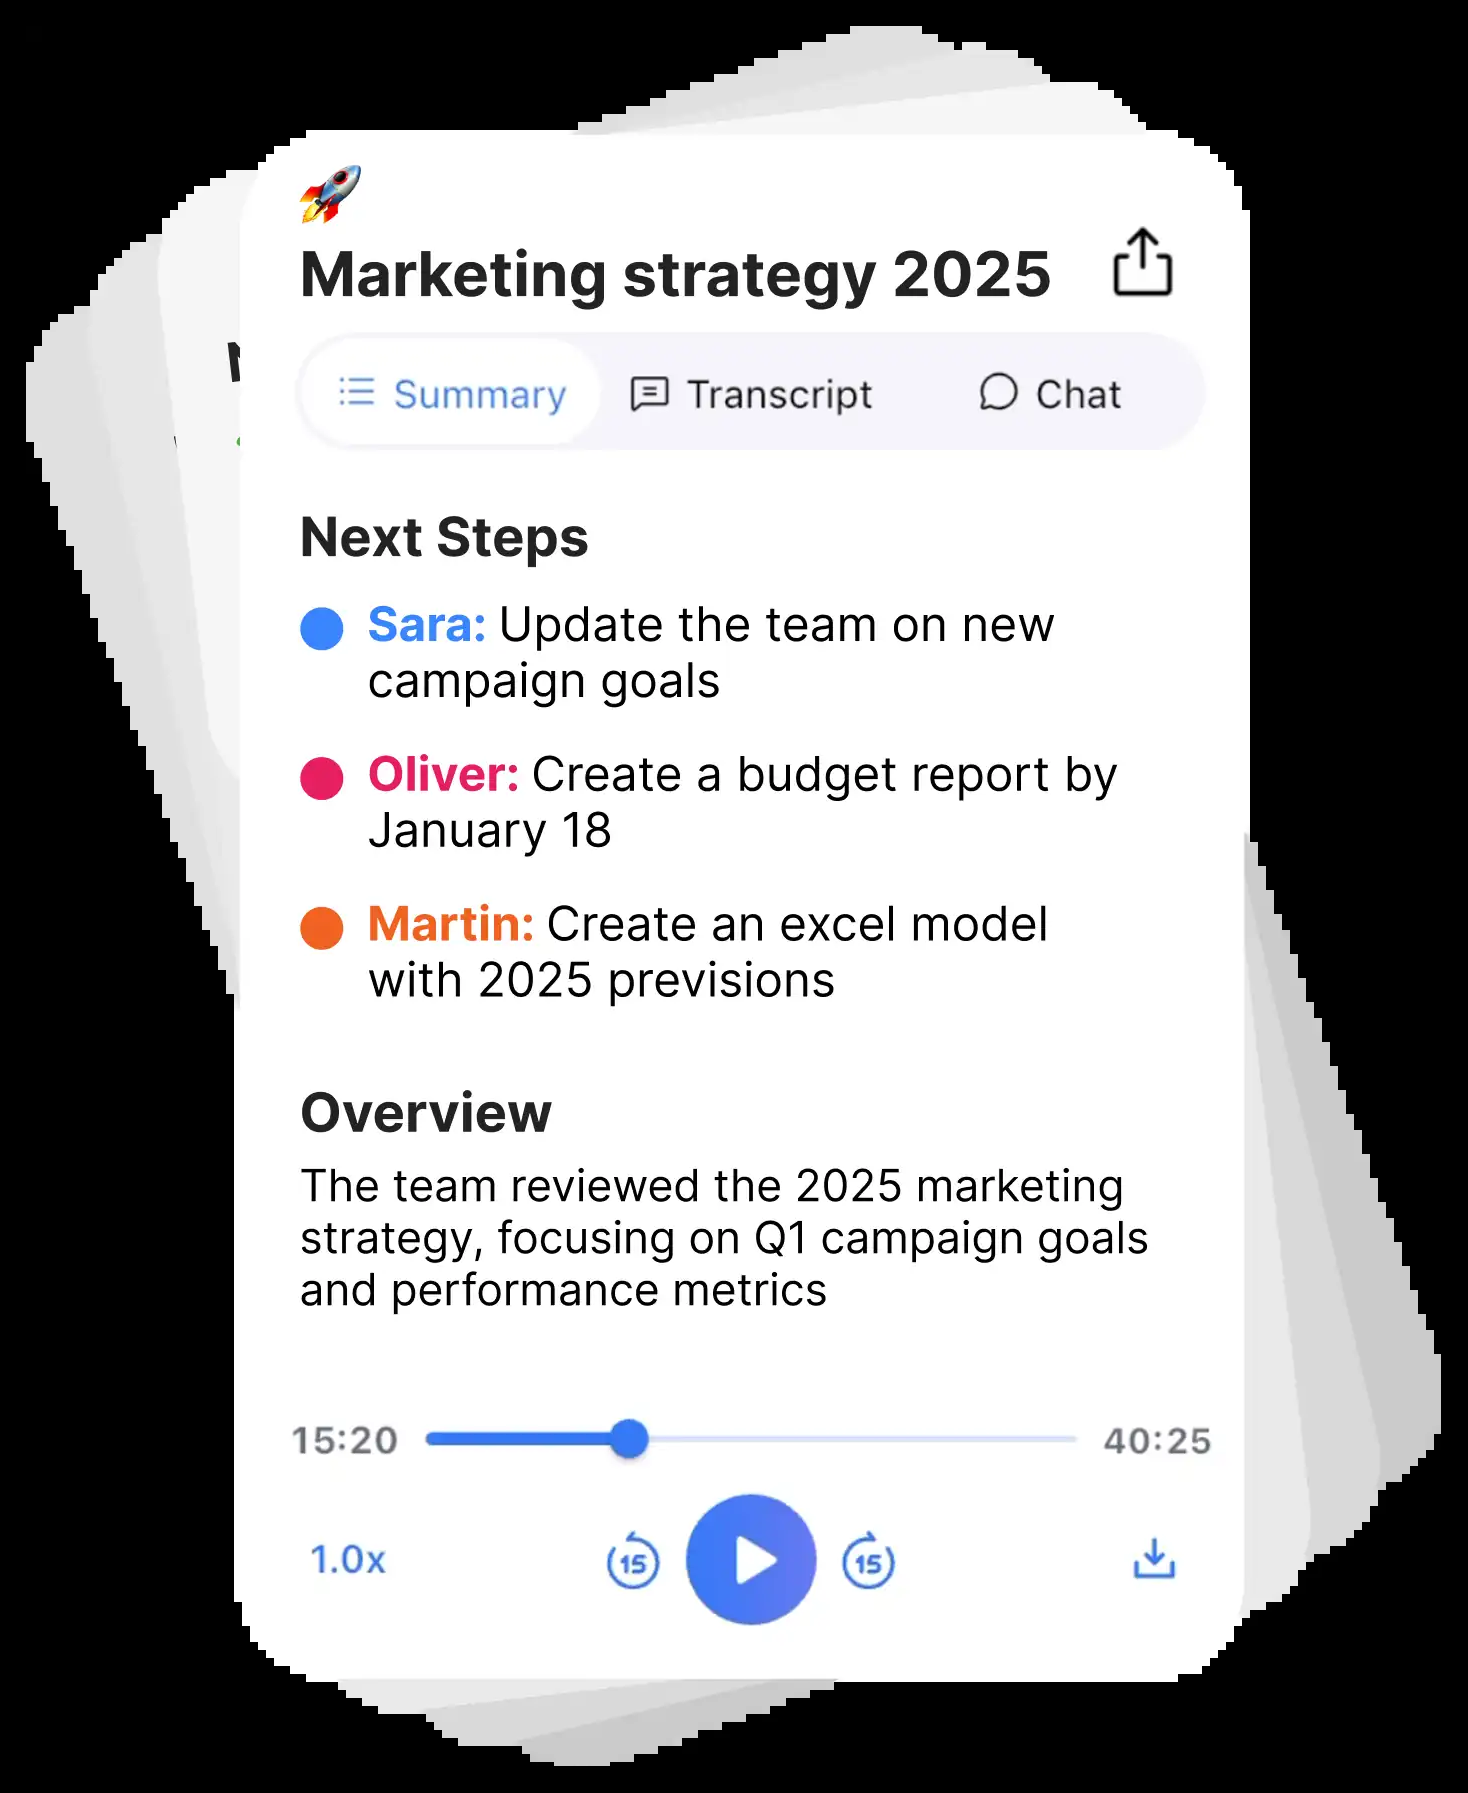 Marketing strategy 2025
Summary Transcript Chat
Next Steps
Sara: Update the team on new
campaign goals
Oliver: Create a budget report by
January 18
Martin: Create an excel model
with 2025 previsions
Overview
The team reviewed the 2025 marketing
strategy, focusing on Q1 campaign goals
and performance metrics
15:20 40:25
1.0x 15 15